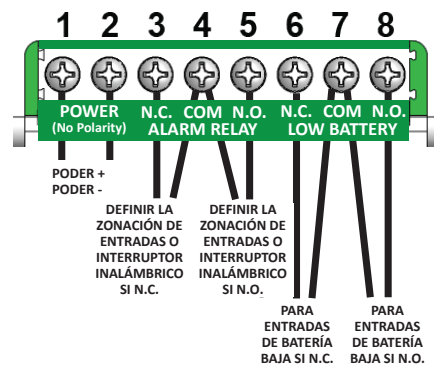 1 2 3 4 5 6 7 8
POWER N.C. COM N.O. N.C. COM N.O.
(No Polarity) ALARM RELAY LOW BATTERY
PODER +
PODER -
DEFINIR LA
ZONACIÓN DE
ENTRADAS O
INTERRUPTOR
INALÁMBRICO
SI N.C.
DEFINIR LA
ZONACIÓN DE
ENTRADAS O
INTERRUPTOR
INALÁMBRICO
SI N.O.
PARA
ENTRADAS
DE BATERÍA
BAJA SI N.C.
PARA
ENTRADAS
DE BATERÍA
BAJA SI N.O.